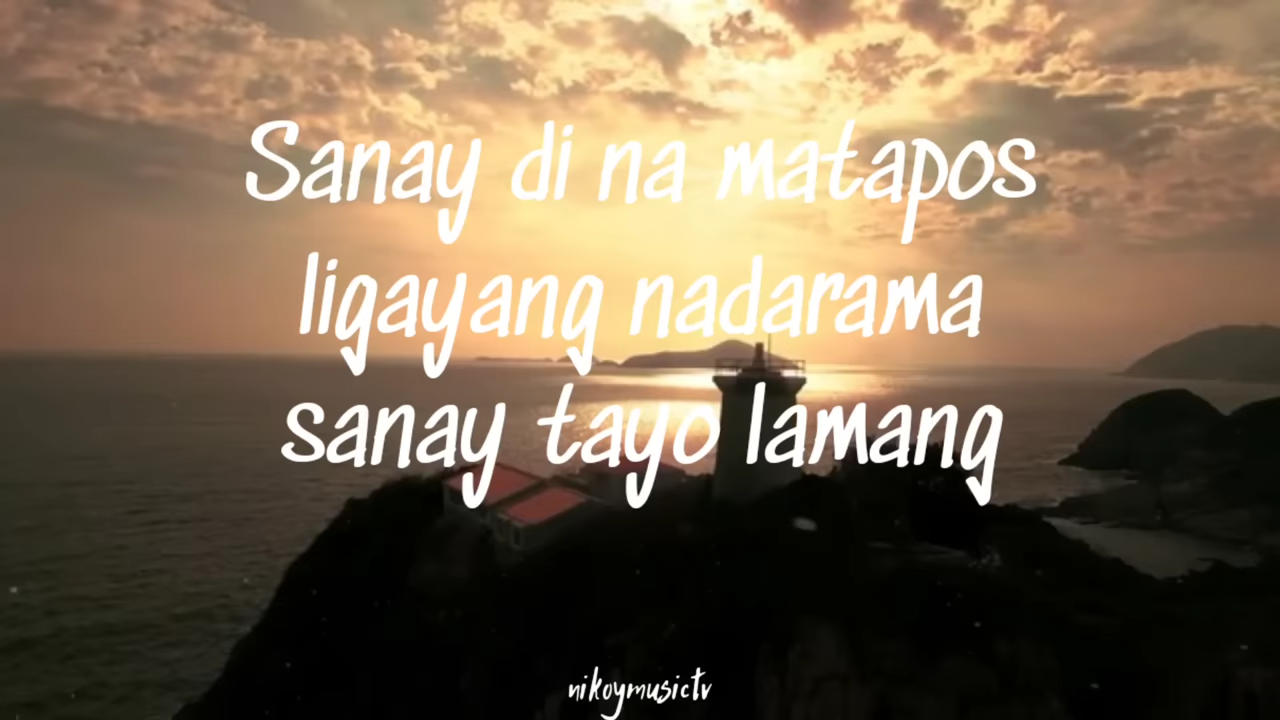 Sanay di na matapos
ligayang nadarama
sanay tayo lamang
nikoymusictv